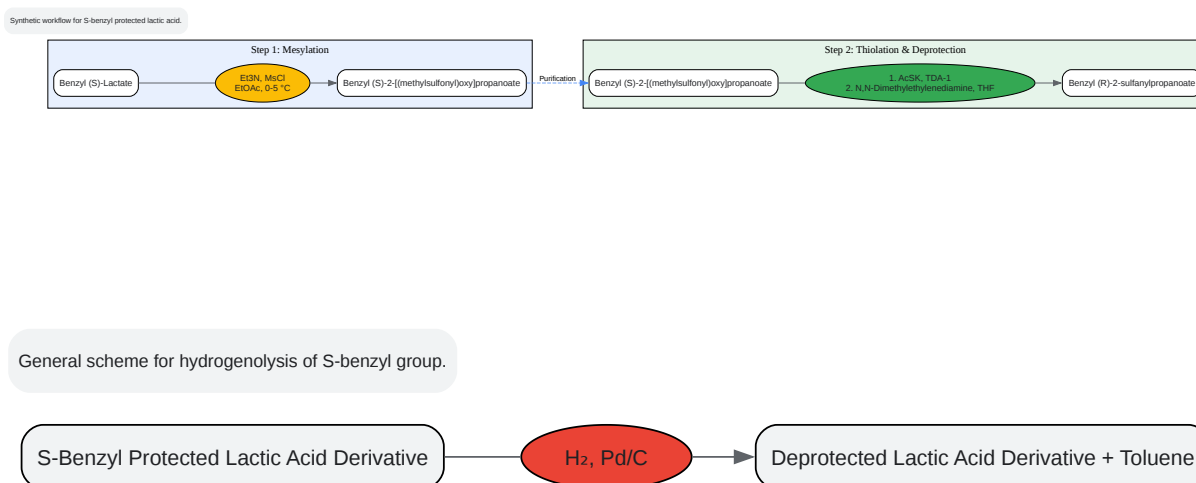 Synthetic workflow for S-benzyl protected lactic acid.
Step 1: Mesylation
Benzyl (S)-Lactate
Et3N, MsCl
EtOAc, 0-5 °C
Benzyl (S)-2-[(methylsulfonyl)oxy]propanoate
Purification
Step 2: Thiolation & Deprotection
Benzyl (S)-2-[(methylsulfonyl)oxy]propanoate
1. AcSK, TDA-1
2. N,N-Dimethylethylenediamine, THF
Benzyl (R)-2-sulfanylpropanoate
General scheme for hydrogenolysis of S-benzyl group.
S-Benzyl Protected Lactic Acid Derivative
H₂, Pd/C
Deprotected Lactic Acid Derivative + Toluene